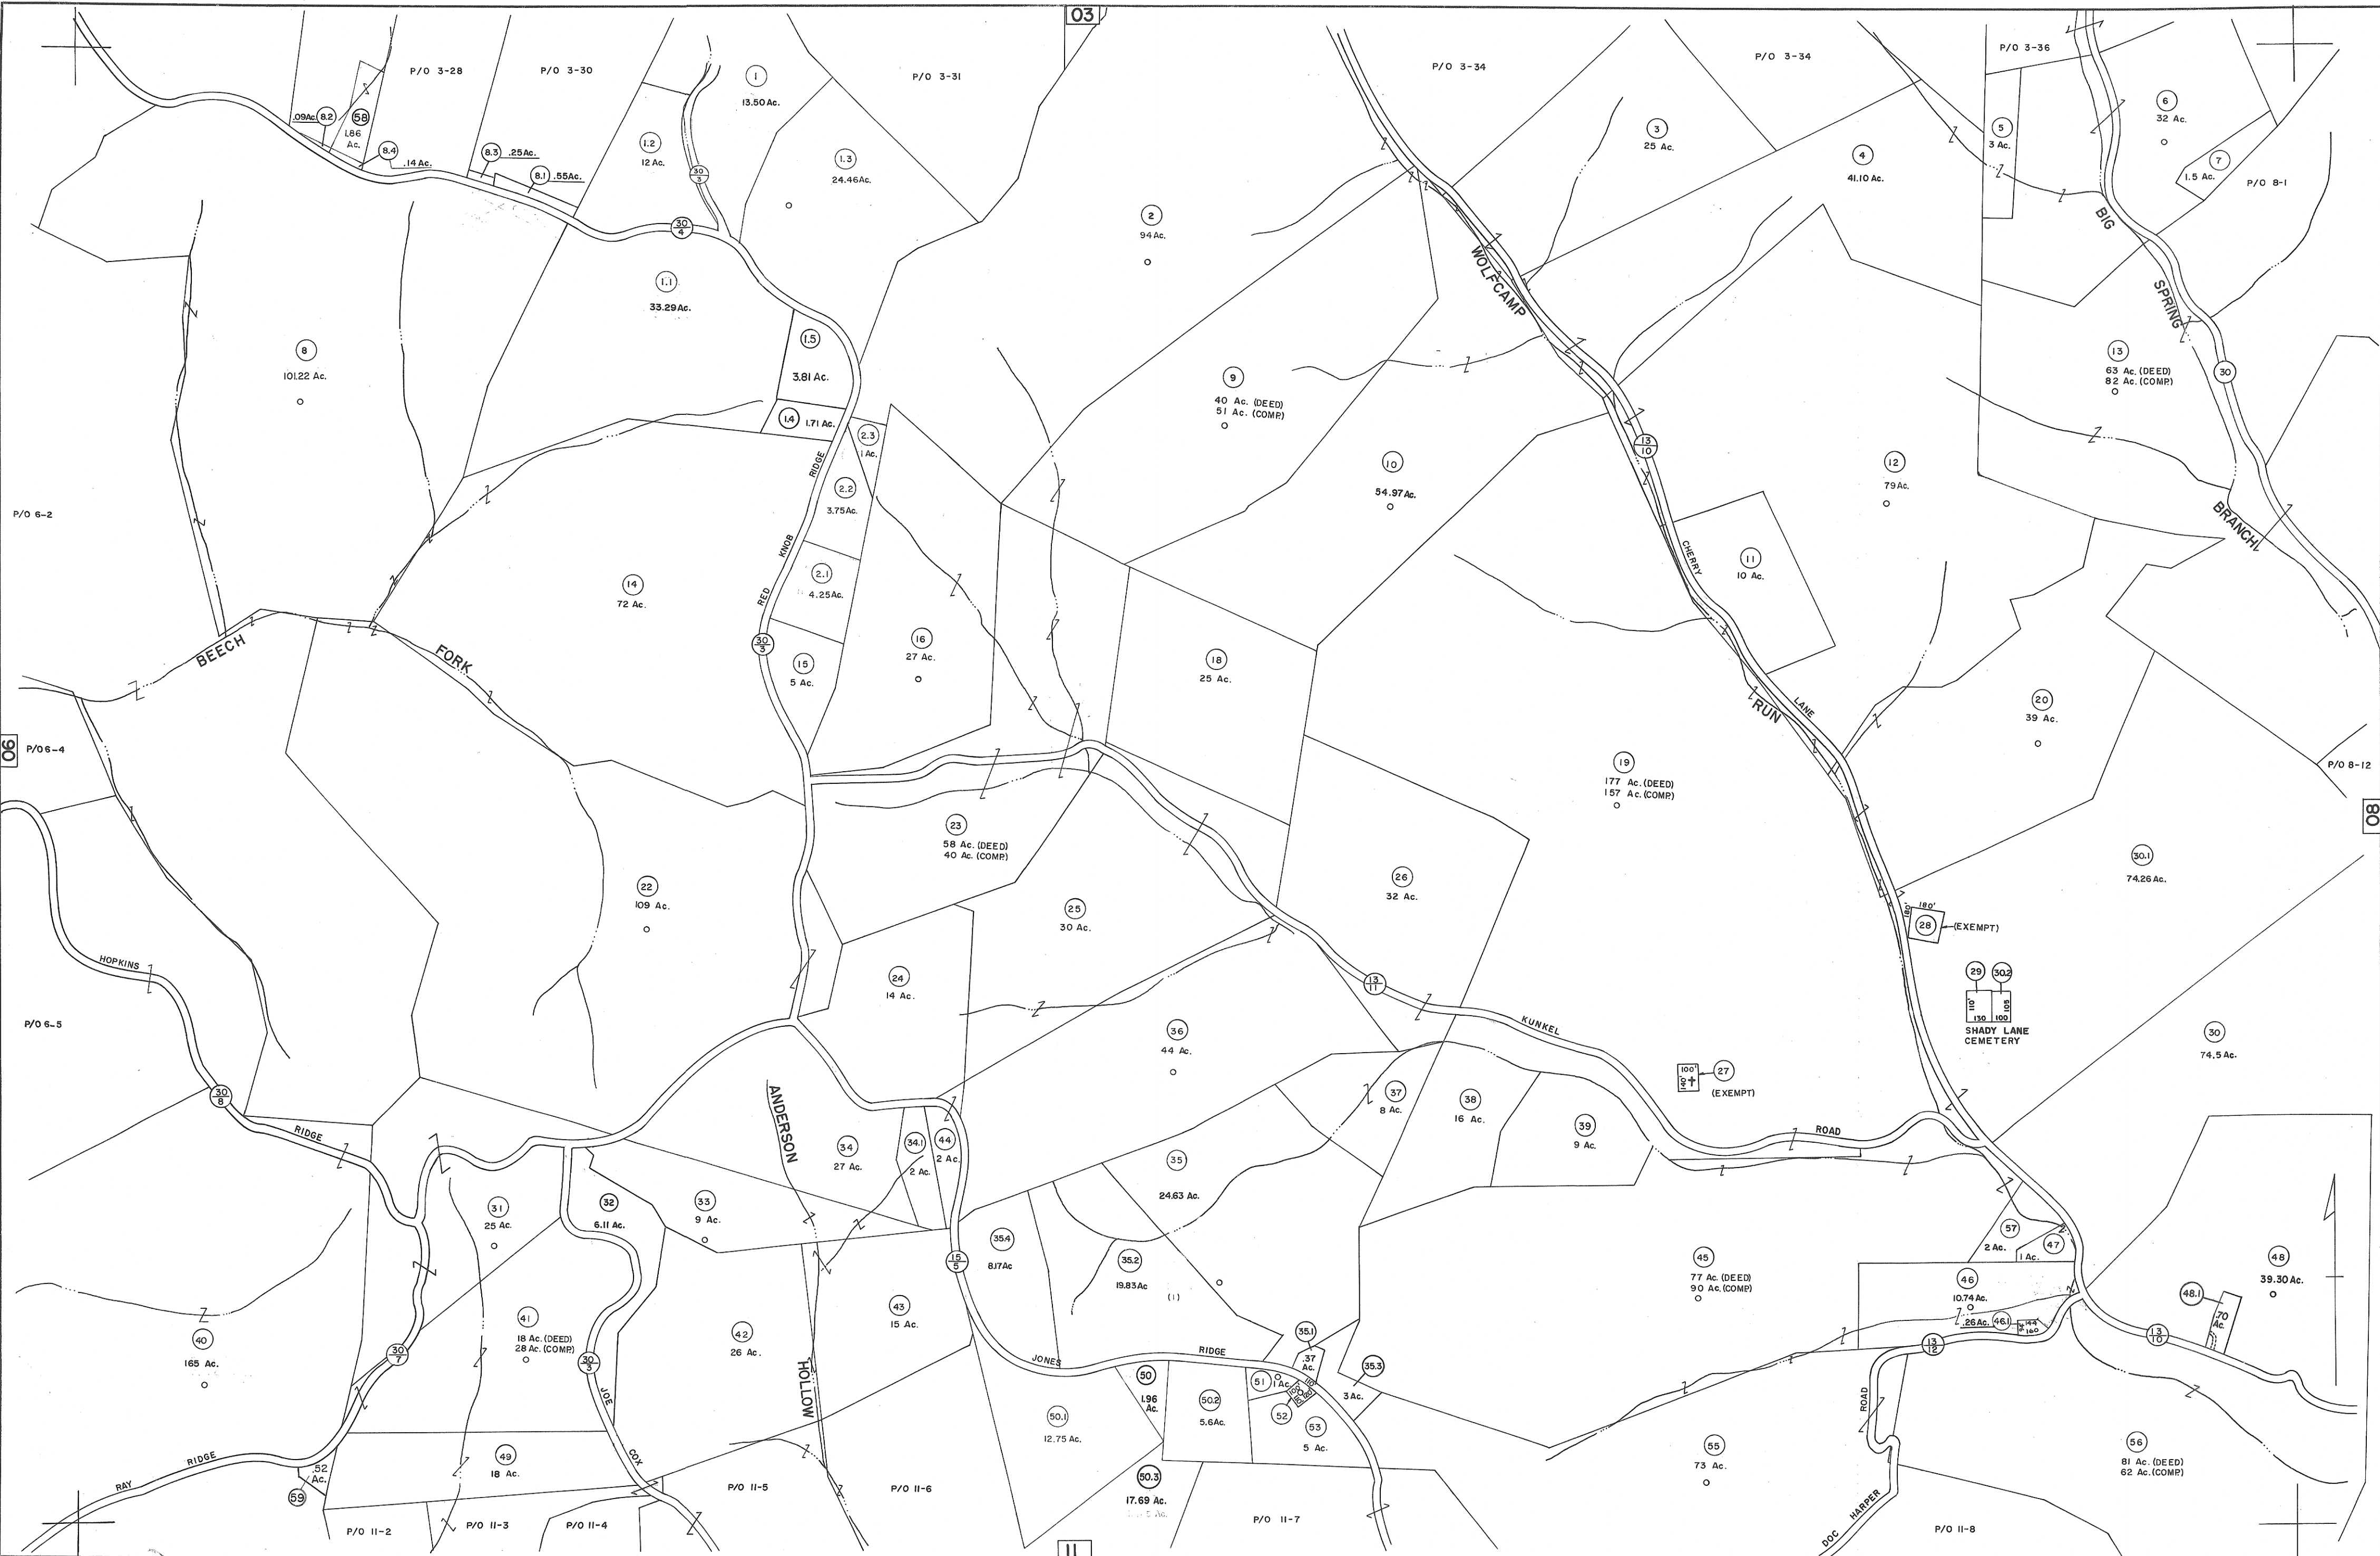 03
P/O 3-28
P/O 3-30
1
13.50 Ac.
P/O 3-31
P/O 3-34
P/O 3-34
P/O 3-36
.09Ac. 8.2
58
1.86
Ac.
8.4
.14 Ac.
8.3 .25Ac.
8.1 .55Ac.
1.2
12 Ac.
30
3
1.3
24.46Ac.
3
25 Ac.
4
41.10 Ac.
5
3 Ac.
6
32 Ac.
7
1.5 Ac.
P/O 8-1
30
4
2
94 Ac.
1.1
33.29Ac.
WOLFCAMP
BIG
SPRING
8
101.22 Ac.
1.5
3.81 Ac.
1.4 1.71 Ac.
9
40 Ac. (DEED)
51 Ac. (COMP.)
13
63 Ac. (DEED)
82 Ac. (COMP.)
30
2.3
1 Ac.
RIDGE
2.2
3.75Ac.
10
54.97Ac.
13
10
12
79Ac.
P/O 6-2
BRANCH
KNOB
RED
14
72 Ac.
2.1
4.25Ac.
CHERRY
11
10 Ac.
BEECH
FORK
30
3
15
5 Ac.
16
27 Ac.
18
25 Ac.
RUN
LANE
20
39 Ac.
06
P/O 6-4
19
177 Ac. (DEED)
157 Ac. (COMP.)
P/O 8-12
08
23
58 Ac. (DEED)
40 Ac. (COMP.)
22
109 Ac.
25
30 Ac.
26
32 Ac.
30.1
74.26 Ac.
180'
180'
28
(EXEMPT)
HOPKINS
24
14 Ac.
13
11
29
30.2
110'
130
105
100
SHADY LANE
CEMETERY
P/O 6-5
36
44 Ac.
KUNKEL
30
74.5 Ac.
100'
140'
27
(EXEMPT)
30
8
RIDGE
ANDERSON
34
27 Ac.
34.1
2 Ac.
44
2 Ac.
37
8 Ac.
38
16 Ac.
39
9 Ac.
ROAD
35
24.63 Ac.
31
25 Ac.
32
6.11 Ac.
33
9 Ac.
35.4
8.17Ac
15
5
35.2
19.83Ac
(1)
45
77 Ac. (DEED)
90 Ac. (COMP.)
57
2 Ac.
47
1 Ac.
46
10.74 Ac.
.26 Ac. 46.1
144
160
48
39.30 Ac.
48.1
.70
Ac.
40
165 Ac.
41
18 Ac. (DEED)
28 Ac. (COMP.)
30
7
30
3
42
26 Ac.
43
15 Ac.
JONES
RIDGE
35.1
.37
Ac.
35.3
3 Ac.
13
12
13
10
JOE
COX
HOLLOW
50
1.96
Ac.
50.2
5.6Ac.
51
1 Ac.
52
53
5 Ac.
50.1
12.75 Ac.
ROAD
55
73 Ac.
56
81 Ac. (DEED)
62 Ac. (COMP.)
RAY
RIDGE
.52
Ac.
59
49
18 Ac.
P/O 11-5
P/O 11-6
50.3
17.69 Ac.
P/O 11-2
P/O 11-3
P/O 11-4
P/O 11-7
DOC
HARPER
P/O 11-8
11